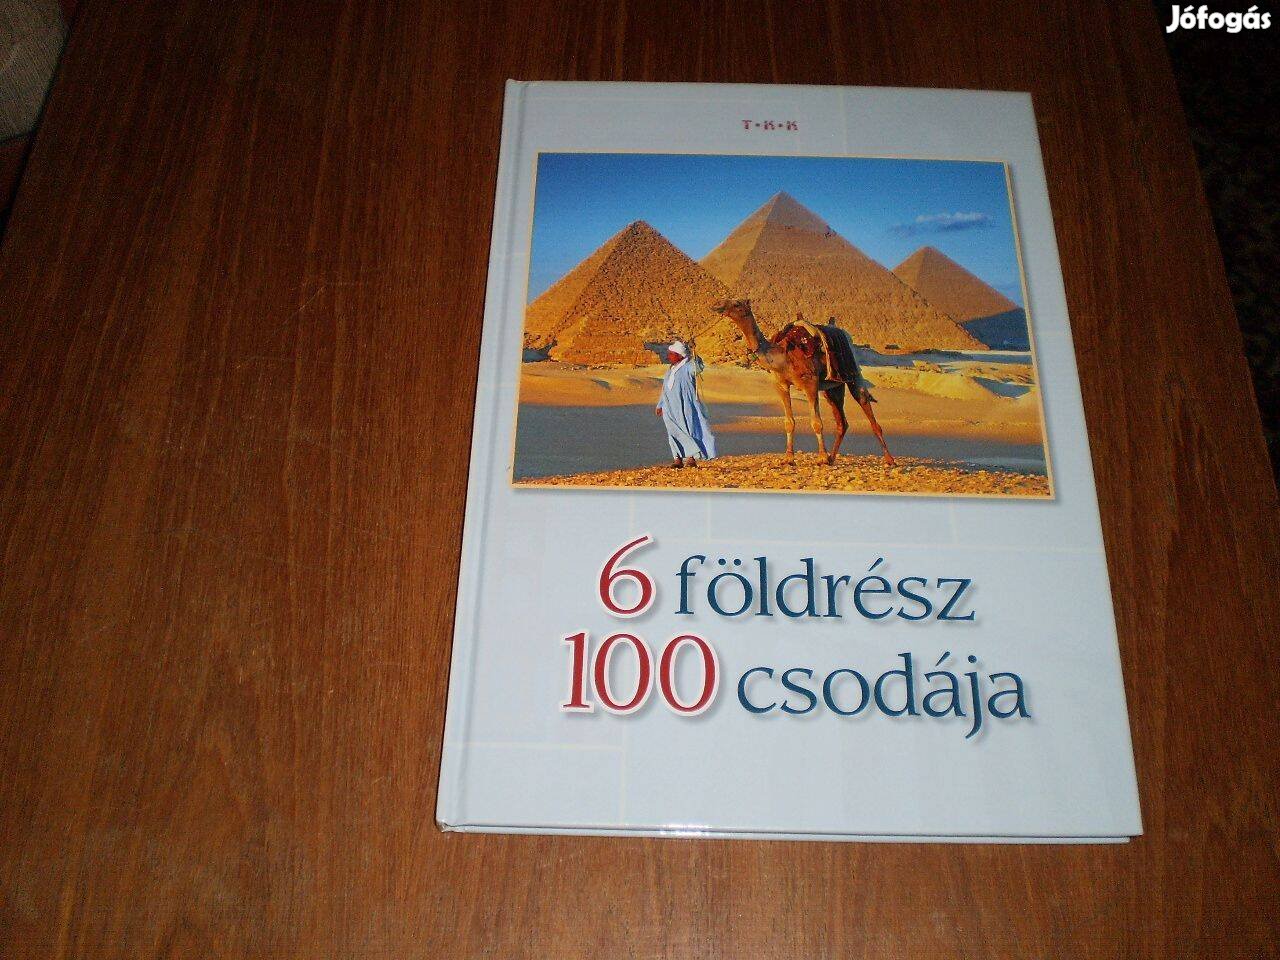 Jófogás
T•K•K
6 földrész
100 csodája